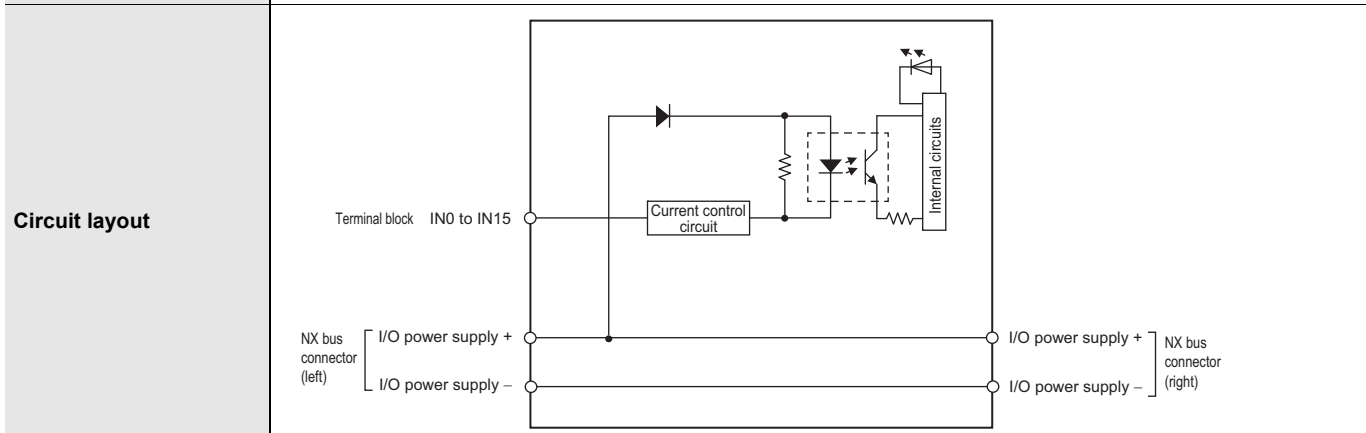 Circuit layout
Internal circuits
Terminal block IN0 to IN15
Current control
circuit
NX bus
connector
(left)
I/O power supply +
I/O power supply −
I/O power supply +
I/O power supply −
NX bus
connector
(right)